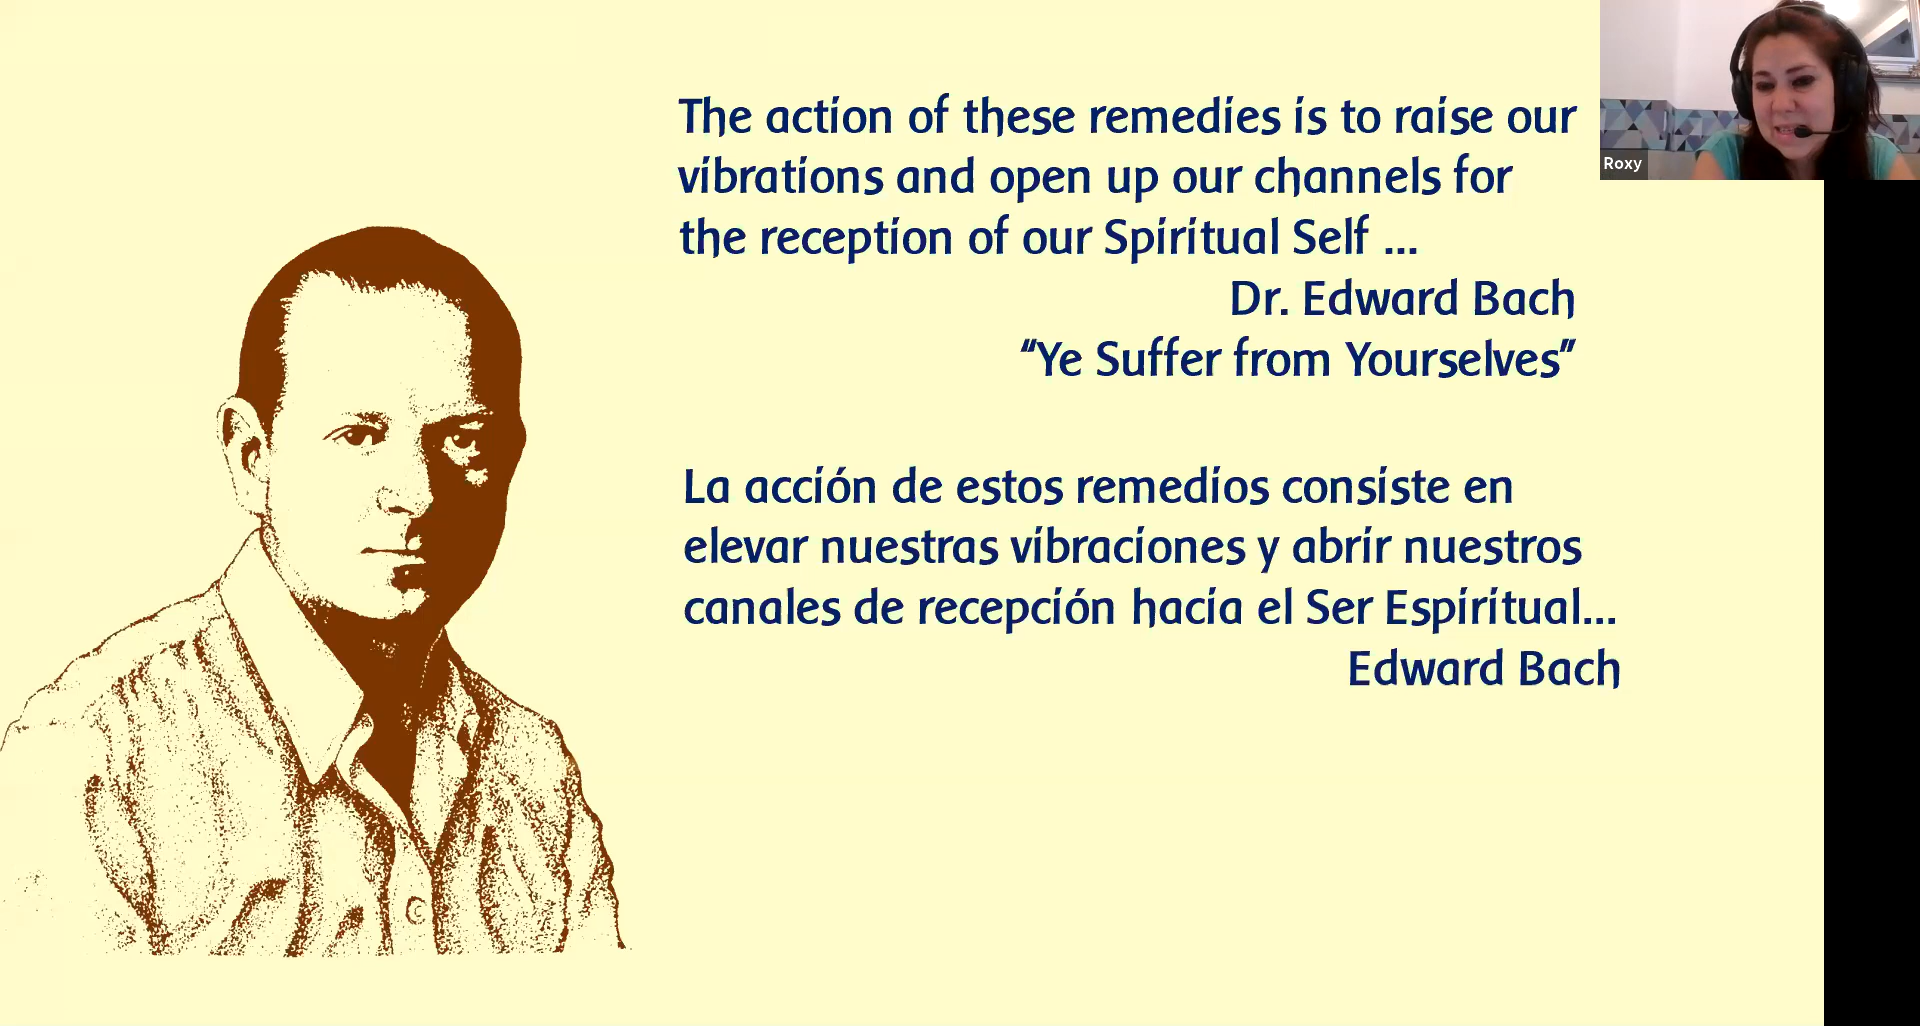 The action of these remedies is to raise our
vibrations and open up our channels for
the reception of our Spiritual Self ...
Dr. Edward Bach
“Ye Suffer from Yourselves”
La acción de estos remedios consiste en
elevar nuestras vibraciones y abrir nuestros
canales de recepción hacia el Ser Espiritual...
Edward Bach
Roxy